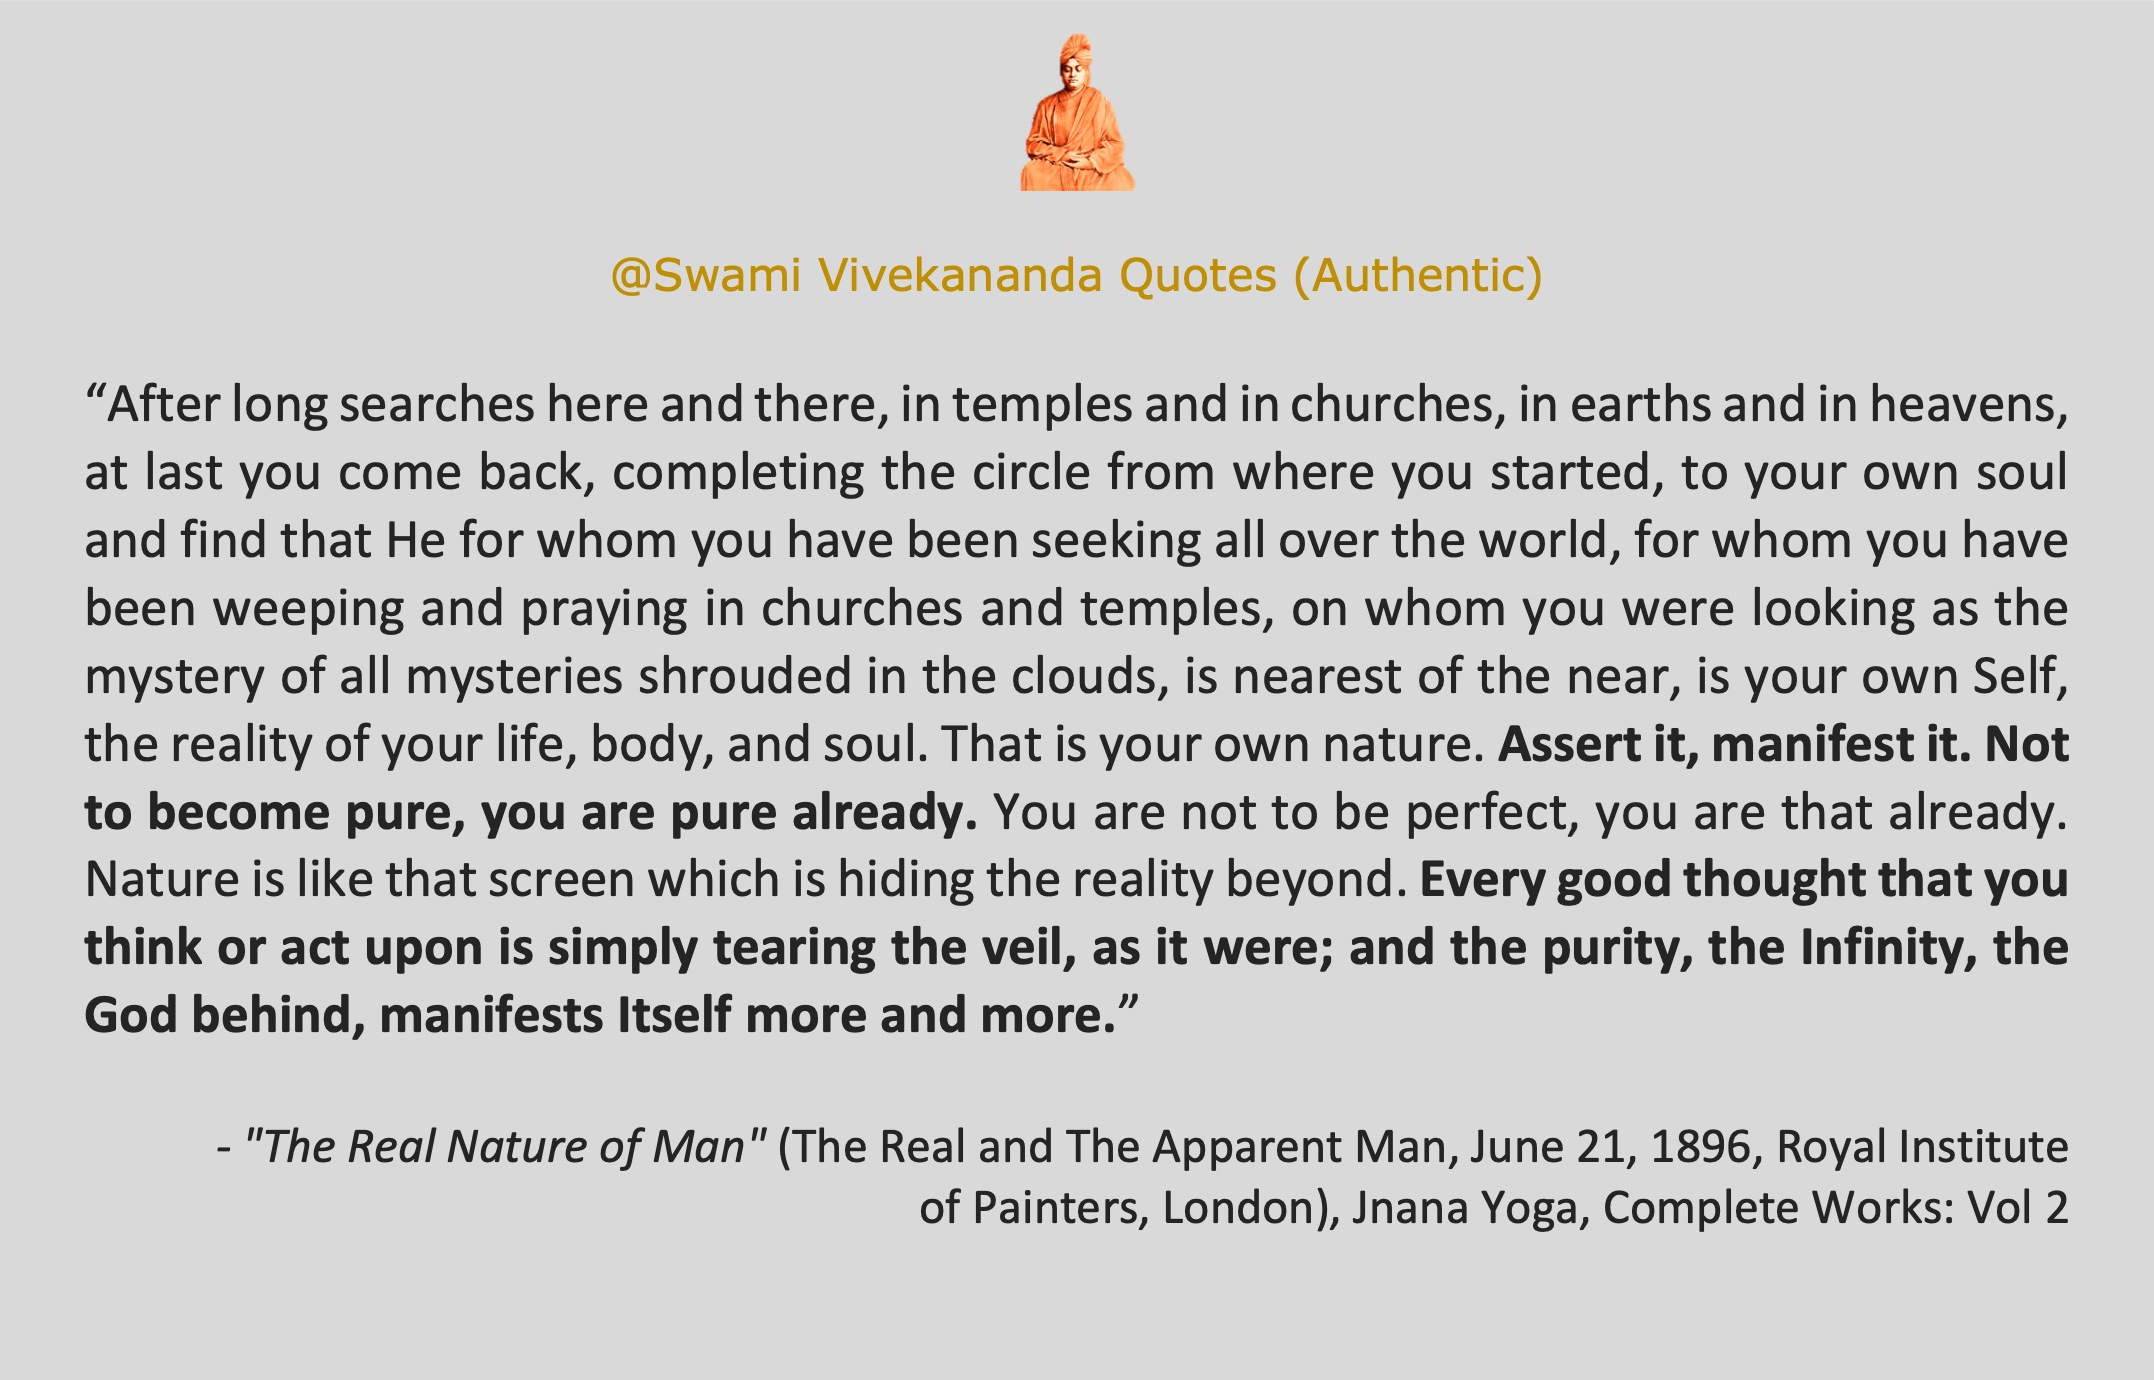 @Swami Vivekananda Quotes (Authentic)
“After long searches here and there, in temples and in churches, in earths and in heavens,
at last you come back, completing the circle from where you started, to your own soul
and find that He for whom you have been seeking all over the world, for whom you have
been weeping and praying in churches and temples, on whom you were looking as the
mystery of all mysteries shrouded in the clouds, is nearest of the near, is your own Self,
the reality of your life, body, and soul. That is your own nature. Assert it, manifest it. Not
to become pure, you are pure already. You are not to be perfect, you are that already.
Nature is like that screen which is hiding the reality beyond. Every good thought that you
think or act upon is simply tearing the veil, as it were; and the purity, the Infinity, the
God behind, manifests Itself more and more.”
- "The Real Nature of Man" (The Real and The Apparent Man, June 21, 1896, Royal Institute
of Painters, London), Jnana Yoga, Complete Works: Vol 2